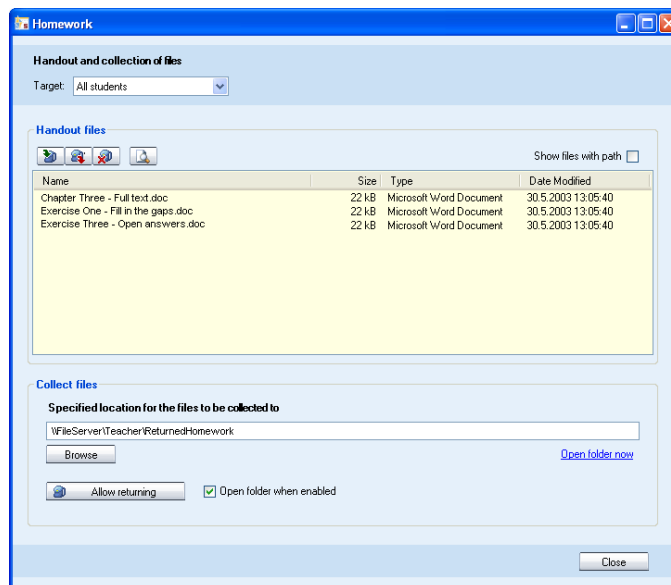 Homework
Handout and collection of files
Target: All students
Handout files
Show files with path
Name Size Type Date Modified
Chapter Three - Full text.doc 22 kB Microsoft Word Document 30.5.2003 13:05:40
Exercise One - Fill in the gaps.doc 22 kB Microsoft Word Document 30.5.2003 13:05:40
Exercise Three - Open answers.doc 22 kB Microsoft Word Document 30.5.2003 13:05:40
Collect files
Specified location for the files to be collected to
\\FileServer\Teacher\ReturnedHomework
Browse Open folder now
Allow returning Open folder when enabled
Close